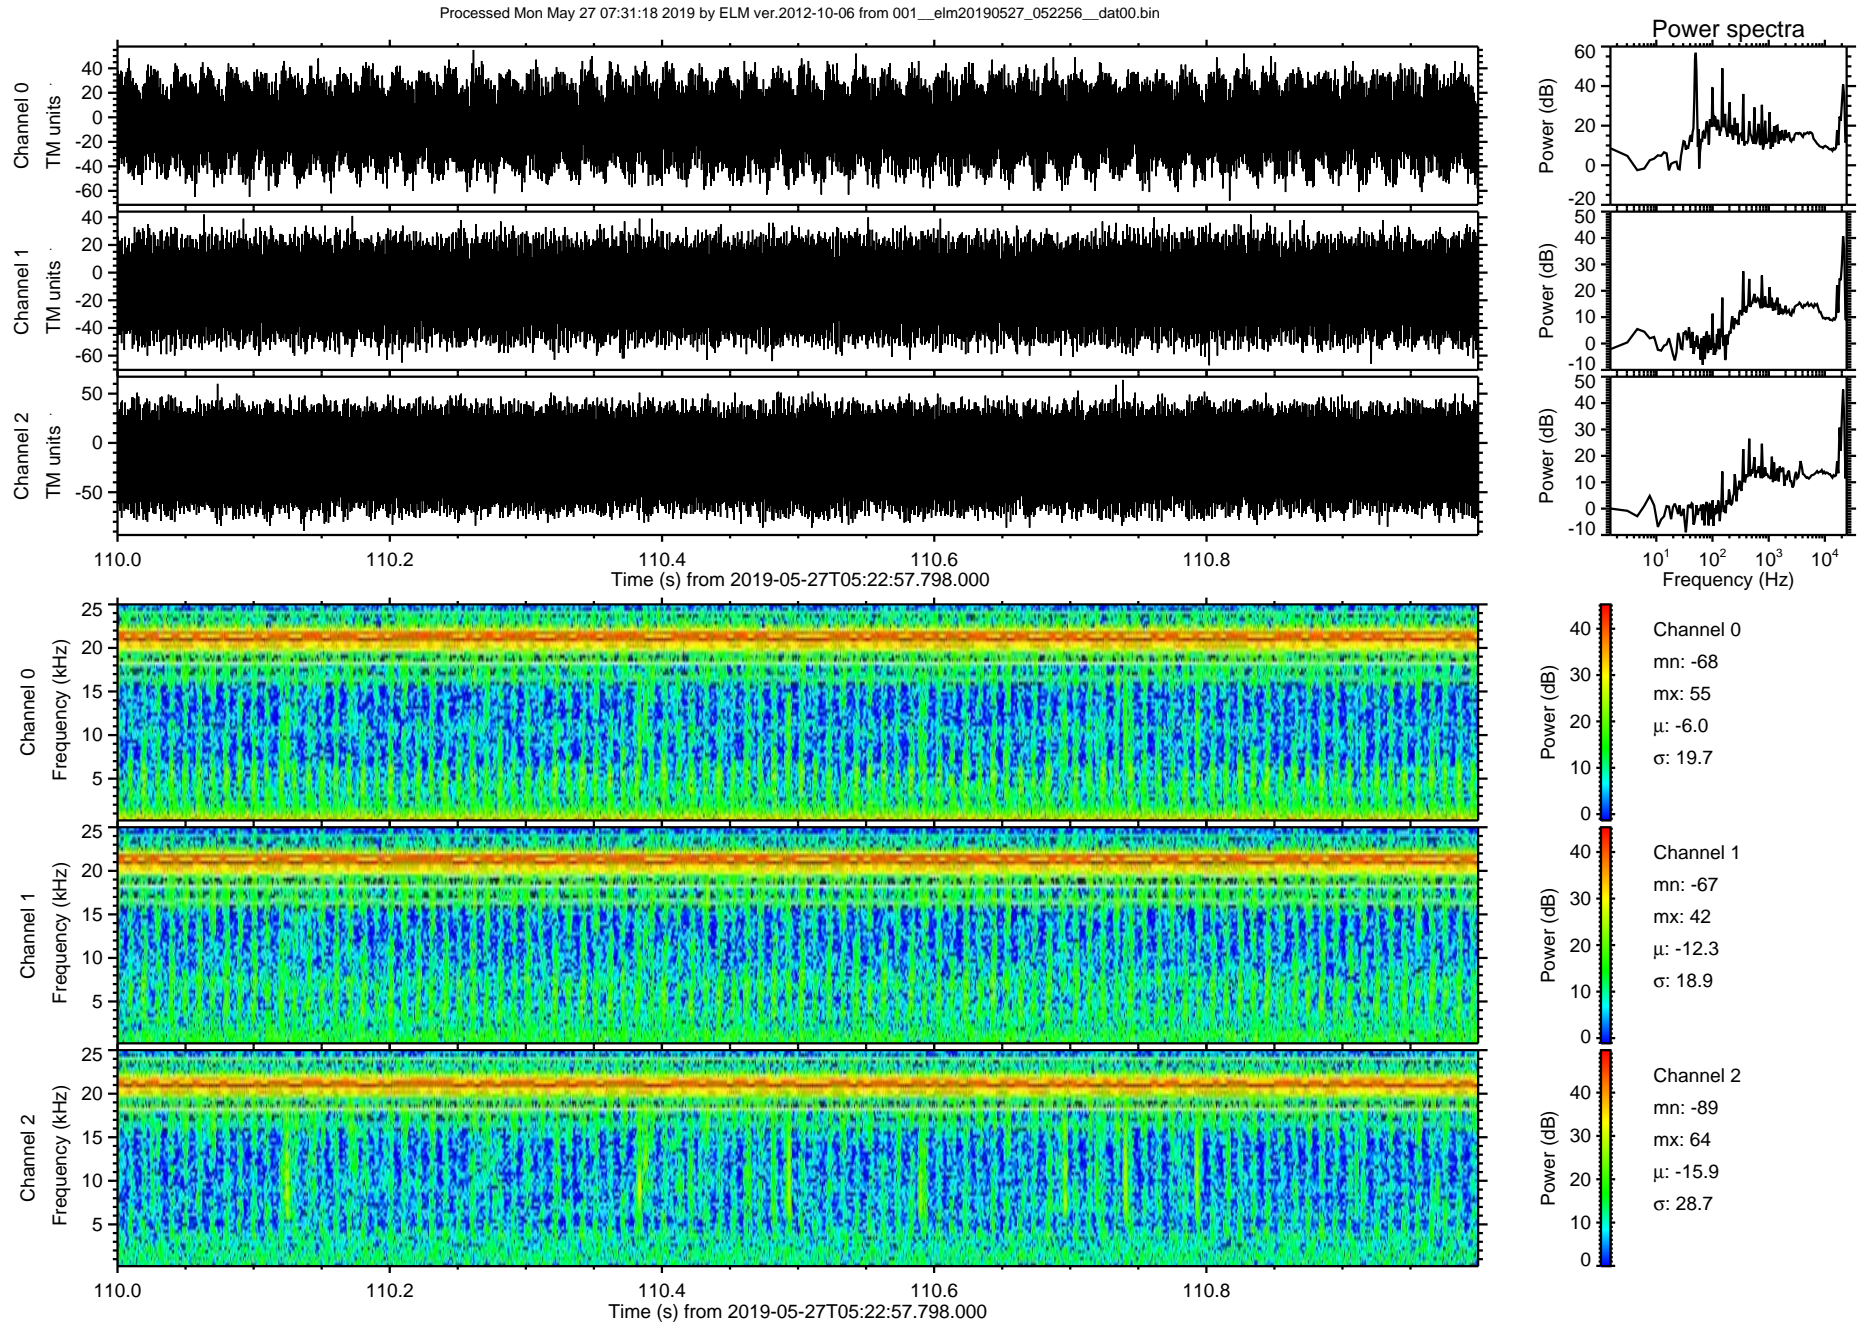 Processed Mon May 27 07:31:18 2019 by ELM ver.2012-10-06 from 001__elm20190527_052256__dat00.bin
Power spectra
Channel 0
TM units
40
20
0
-20
-40
-60
Power (dB)
60
40
20
0
-20
Channel 1
TM units
40
20
0
-20
-40
-60
Power (dB)
50
40
30
20
10
0
-10
Channel 2
TM units
50
0
-50
Power (dB)
50
40
30
20
10
0
-10
110.0 110.2 110.4 110.6 110.8
Time (s) from 2019-05-27T05:22:57.798.000
10¹ 10² 10³ 10⁴
Frequency (Hz)
Channel 0
Frequency (kHz)
25
20
15
10
5
Power (dB)
40
30
20
10
0
Channel 0
mn: -68
mx: 55
µ: -6.0
σ: 19.7
Channel 1
Frequency (kHz)
25
20
15
10
5
Power (dB)
40
30
20
10
0
Channel 1
mn: -67
mx: 42
µ: -12.3
σ: 18.9
Channel 2
Frequency (kHz)
25
20
15
10
5
Power (dB)
40
30
20
10
0
Channel 2
mn: -89
mx: 64
µ: -15.9
σ: 28.7
110.0 110.2 110.4 110.6 110.8
Time (s) from 2019-05-27T05:22:57.798.000